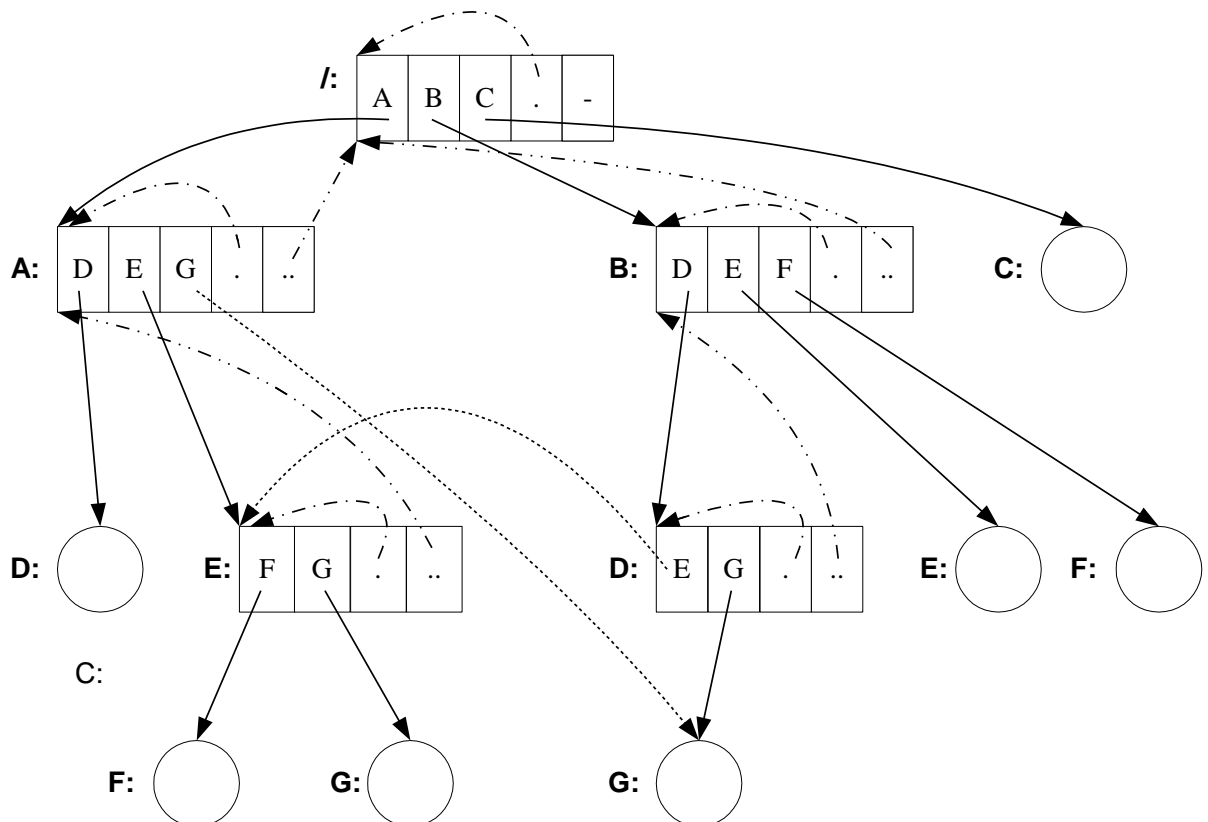 /:
A B C . -
A: D E G . .. B: D E F . .. C:
D: E: F G . .. D: E G . .. E: F:
C:
F: G: G: